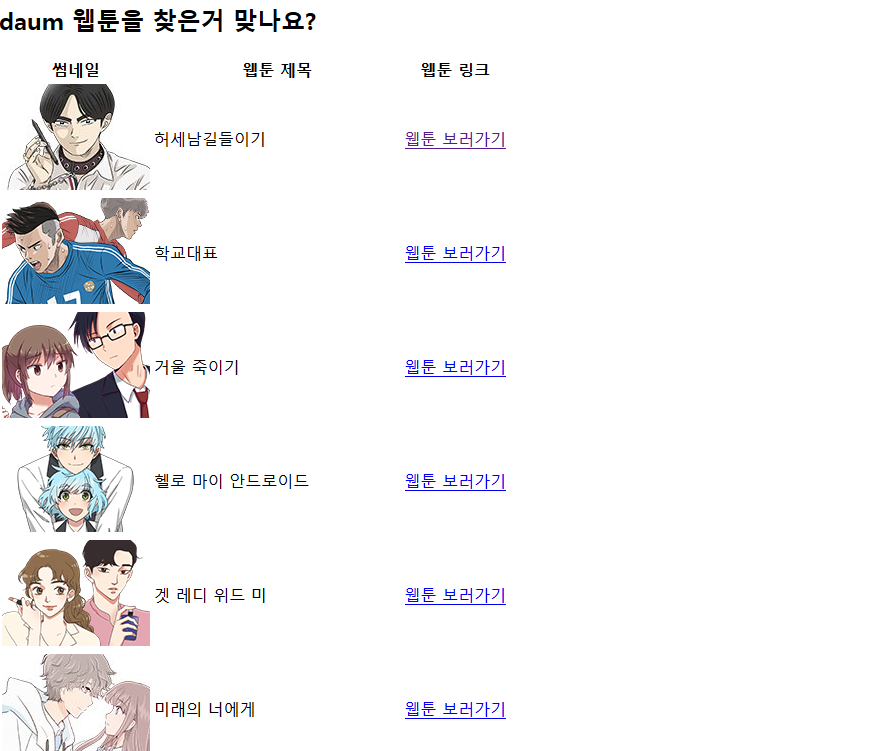 daum 웹툰을 찾은거 맞나요?
썸네일 웹툰 제목 웹툰 링크
허세남길들이기 웹툰 보러가기
학교대표 웹툰 보러가기
17
거울 죽이기 웹툰 보러가기
헬로 마이 안드로이드 웹툰 보러가기
겟 레디 위드 미 웹툰 보러가기
미래의 너에게 웹툰 보러가기